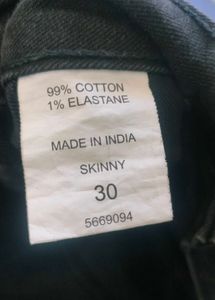 99% COTTON
1% ELASTANE
MADE IN INDIA
SKINNY
30
5669094